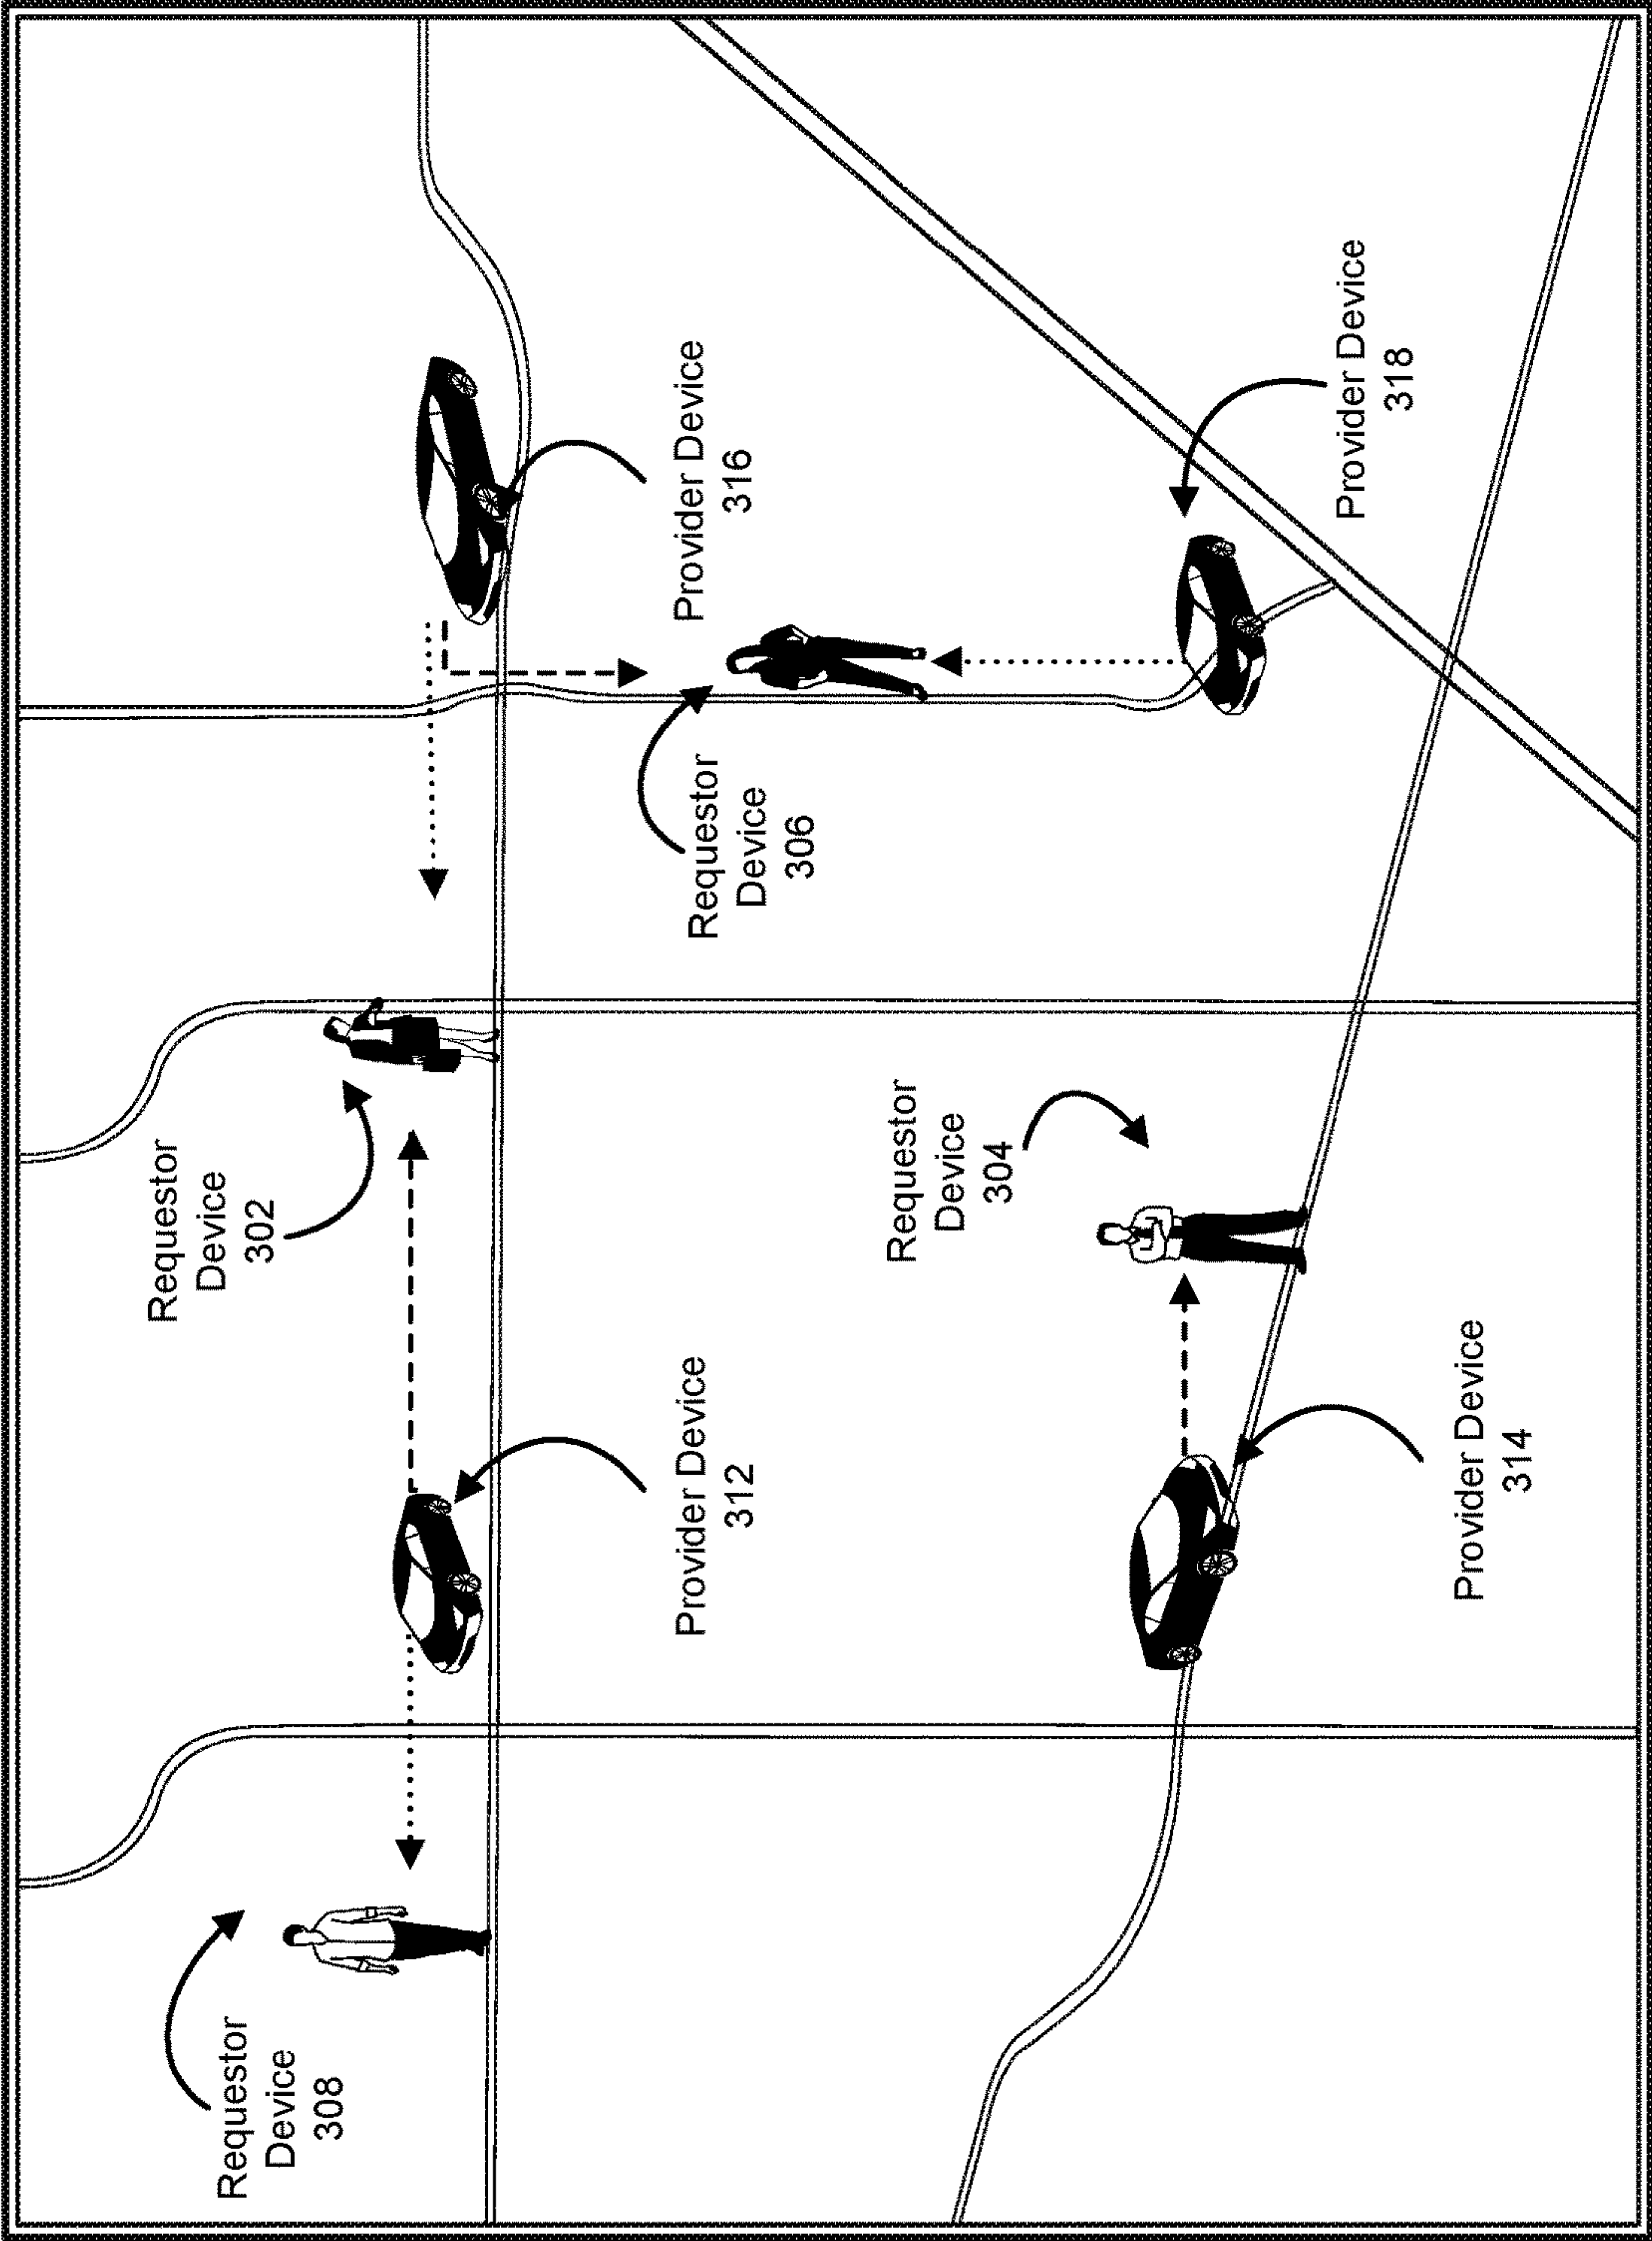 Requestor
Device
308
Requestor
Device
302
Provider Device
312
Requestor
Device
306
Provider Device
316
Requestor
Device
304
Provider Device
314
Provider Device
318